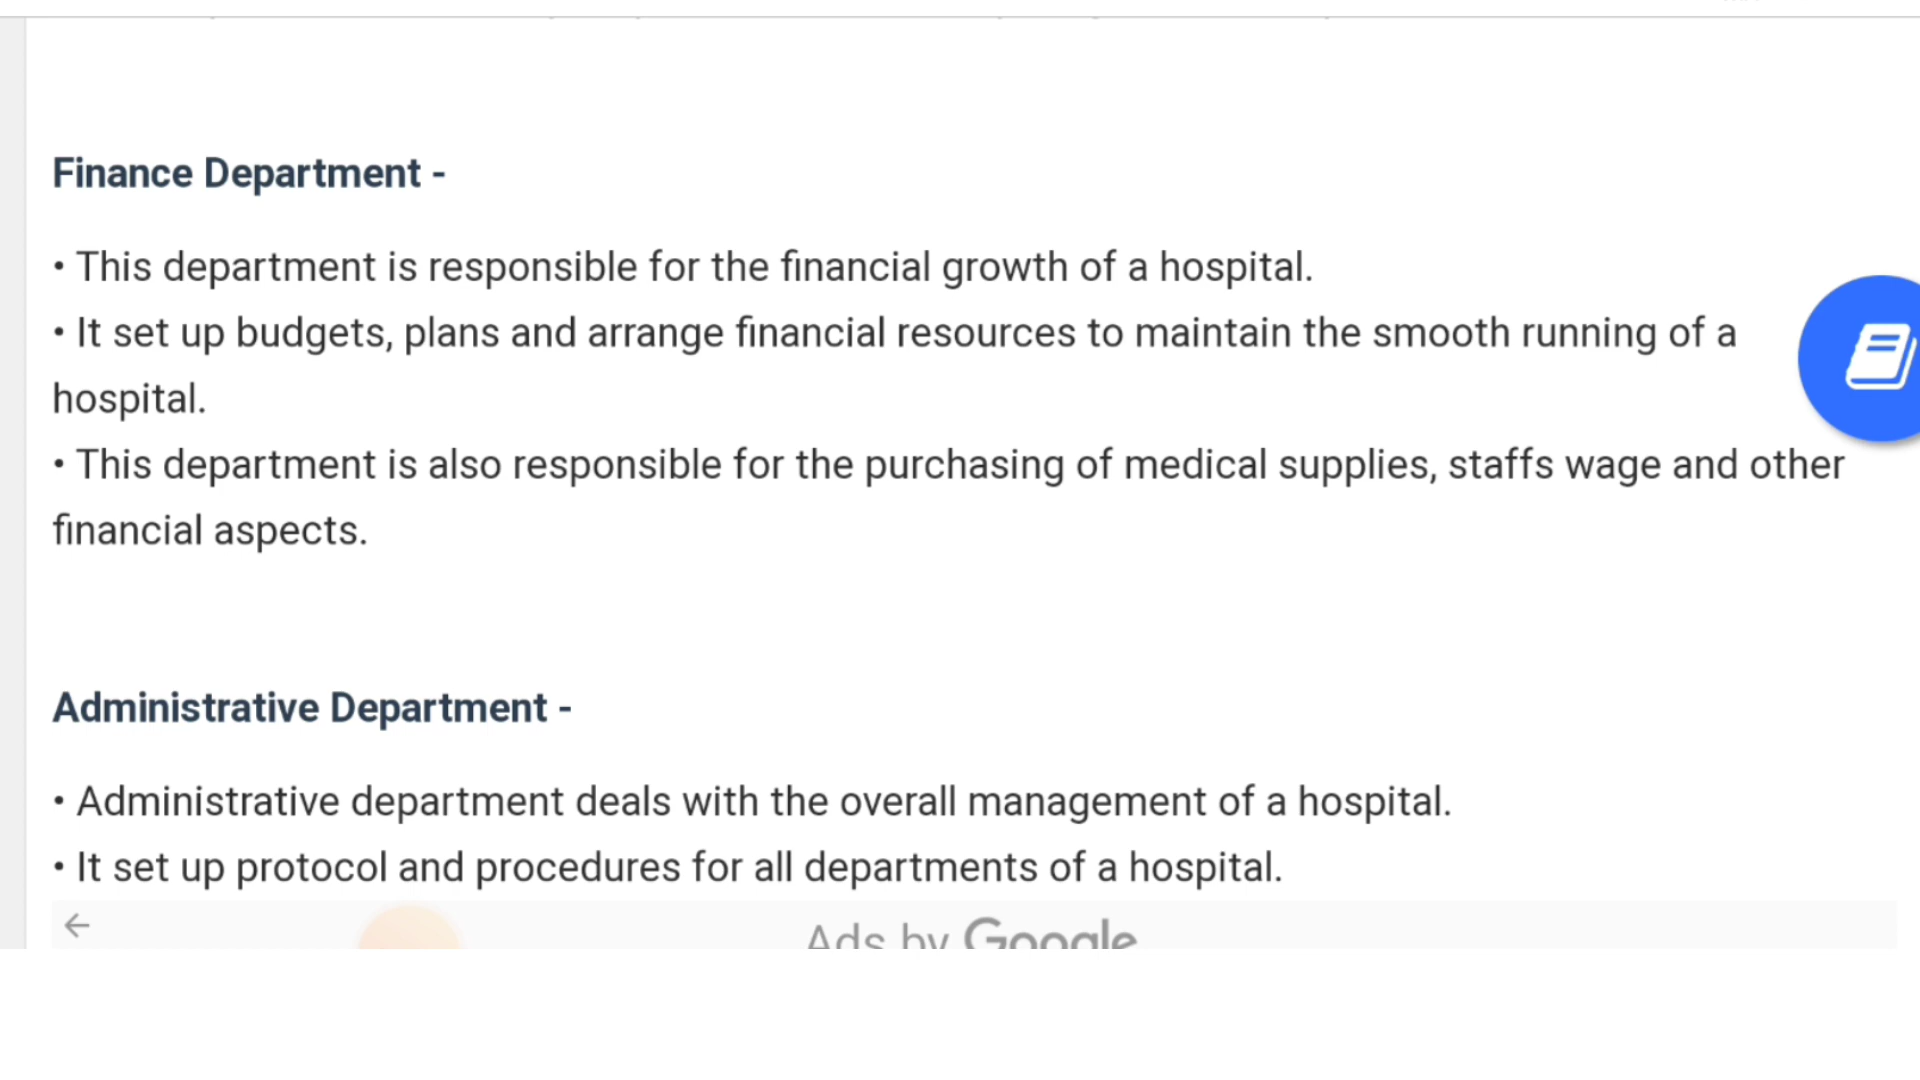 Finance Department -
• This department is responsible for the financial growth of a hospital.
• It set up budgets, plans and arrange financial resources to maintain the smooth running of a
hospital.
• This department is also responsible for the purchasing of medical supplies, staffs wage and other
financial aspects.
Administrative Department -
• Administrative department deals with the overall management of a hospital.
• It set up protocol and procedures for all departments of a hospital.
Ads by Google